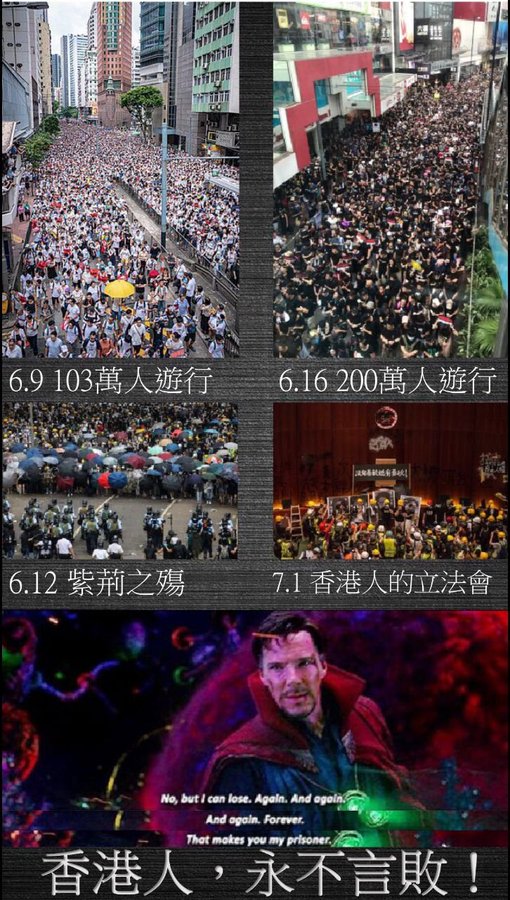 6.9 103萬人遊行
6.16 200萬人遊行
6.12 紫荊之殤
7.1 香港人的立法會
No, but I can lose. Again. And again.
And again. Forever.
That makes you my prisoner.
香港人，永不言敗！